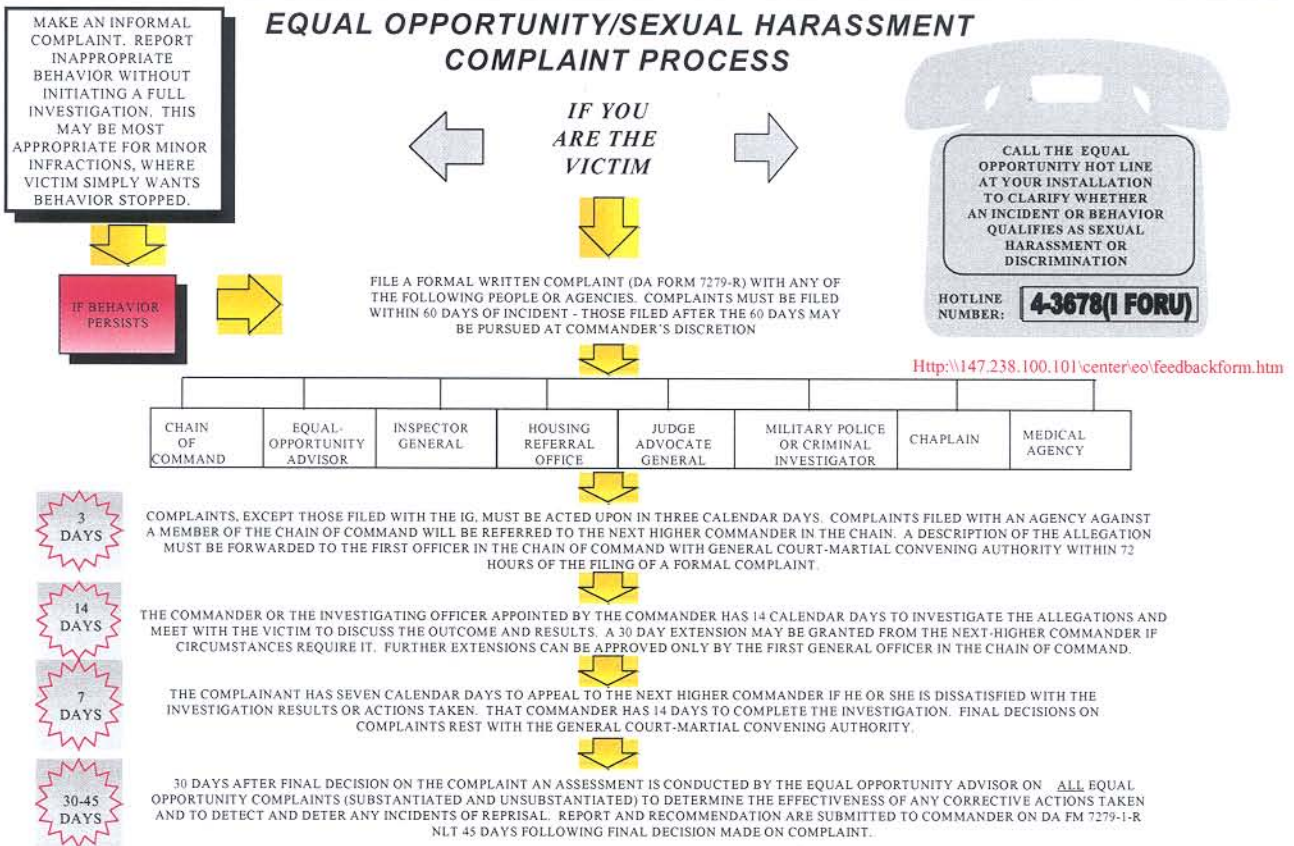 MAKE AN INFORMAL
COMPLAINT. REPORT
INAPPROPRIATE
BEHAVIOR WITHOUT
INITIATING A FULL
INVESTIGATION. THIS
MAY BE MOST
APPROPRIATE FOR MINOR
INFRACTIONS, WHERE
VICTIM SIMPLY WANTS
BEHAVIOR STOPPED.
EQUAL OPPORTUNITY/SEXUAL HARASSMENT
COMPLAINT PROCESS
IF YOU
ARE THE
VICTIM
CALL THE EQUAL
OPPORTUNITY HOT LINE
AT YOUR INSTALLATION
TO CLARIFY WHETHER
AN INCIDENT OR BEHAVIOR
QUALIFIES AS SEXUAL
HARASSMENT OR
DISCRIMINATION
HOTLINE
NUMBER:
4-3678(I FORU)
IF BEHAVIOR
PERSISTS
FILE A FORMAL WRITTEN COMPLAINT (DA FORM 7279-R) WITH ANY OF
THE FOLLOWING PEOPLE OR AGENCIES. COMPLAINTS MUST BE FILED
WITHIN 60 DAYS OF INCIDENT - THOSE FILED AFTER THE 60 DAYS MAY
BE PURSUED AT COMMANDER'S DISCRETION
Http:\\147.238.100.101\center\eo\feedbackform.htm
CHAIN
OF
COMMAND
EQUAL-
OPPORTUNITY
ADVISOR
INSPECTOR
GENERAL
HOUSING
REFERRAL
OFFICE
JUDGE
ADVOCATE
GENERAL
MILITARY POLICE
OR CRIMINAL
INVESTIGATOR
CHAPLAIN
MEDICAL
AGENCY
3
DAYS
COMPLAINTS, EXCEPT THOSE FILED WITH THE IG, MUST BE ACTED UPON IN THREE CALENDAR DAYS. COMPLAINTS FILED WITH AN AGENCY AGAINST
A MEMBER OF THE CHAIN OF COMMAND WILL BE REFERRED TO THE NEXT HIGHER COMMANDER IN THE CHAIN. A DESCRIPTION OF THE ALLEGATION
MUST BE FORWARDED TO THE FIRST OFFICER IN THE CHAIN OF COMMAND WITH GENERAL COURT-MARTIAL CONVENING AUTHORITY WITHIN 72
HOURS OF THE FILING OF A FORMAL COMPLAINT.
14
DAYS
THE COMMANDER OR THE INVESTIGATING OFFICER APPOINTED BY THE COMMANDER HAS 14 CALENDAR DAYS TO INVESTIGATE THE ALLEGATIONS AND
MEET WITH THE VICTIM TO DISCUSS THE OUTCOME AND RESULTS. A 30 DAY EXTENSION MAY BE GRANTED FROM THE NEXT-HIGHER COMMANDER IF
CIRCUMSTANCES REQUIRE IT. FURTHER EXTENSIONS CAN BE APPROVED ONLY BY THE FIRST GENERAL OFFICER IN THE CHAIN OF COMMAND.
7
DAYS
THE COMPLAINANT HAS SEVEN CALENDAR DAYS TO APPEAL TO THE NEXT HIGHER COMMANDER IF HE OR SHE IS DISSATISFIED WITH THE
INVESTIGATION RESULTS OR ACTIONS TAKEN. THAT COMMANDER HAS 14 DAYS TO COMPLETE THE INVESTIGATION. FINAL DECISIONS ON
COMPLAINTS REST WITH THE GENERAL COURT-MARTIAL CONVENING AUTHORITY.
30-45
DAYS
30 DAYS AFTER FINAL DECISION ON THE COMPLAINT AN ASSESSMENT IS CONDUCTED BY THE EQUAL OPPORTUNITY ADVISOR ON ALL EQUAL
OPPORTUNITY COMPLAINTS (SUBSTANTIATED AND UNSUBSTANTIATED) TO DETERMINE THE EFFECTIVENESS OF ANY CORRECTIVE ACTIONS TAKEN
AND TO DETECT AND DETER ANY INCIDENTS OF REPRISAL. REPORT AND RECOMMENDATION ARE SUBMITTED TO COMMANDER ON DA FM 7279-1-R
NLT 45 DAYS FOLLOWING FINAL DECISION MADE ON COMPLAINT.